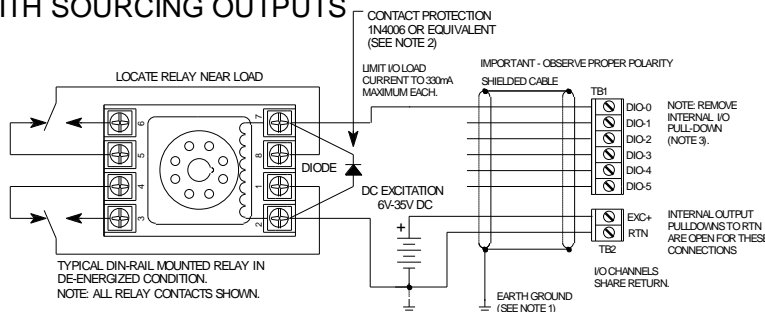 WITH SOURCING OUTPUTS
CONTACT PROTECTION
1N4006 OR EQUIVALENT
(SEE NOTE 2)
LOCATE RELAY NEAR LOAD
LIMIT I/O LOAD
CURRENT TO 330mA
MAXIMUM EACH.
IMPORTANT - OBSERVE PROPER POLARITY
SHIELDED CABLE
TB1
DIO-0
DIO-1
DIO-2
DIO-3
DIO-4
DIO-5
NOTE: REMOVE
INTERNAL I/O
PULL-DOWN
(NOTE 3).
6
5
4
3
7
8
1
2
DIODE
DC EXCITATION
6V-35V DC
+
EXC+
RTN
TB2
INTERNAL OUTPUT
PULLDOWNS TO RTN
ARE OPEN FOR THESE
CONNECTIONS
I/O CHANNELS
SHARE RETURN.
TYPICAL DIN-RAIL MOUNTED RELAY IN
DE-ENERGIZED CONDITION.
NOTE: ALL RELAY CONTACTS SHOWN.
EARTH GROUND
(SEE NOTE 1)